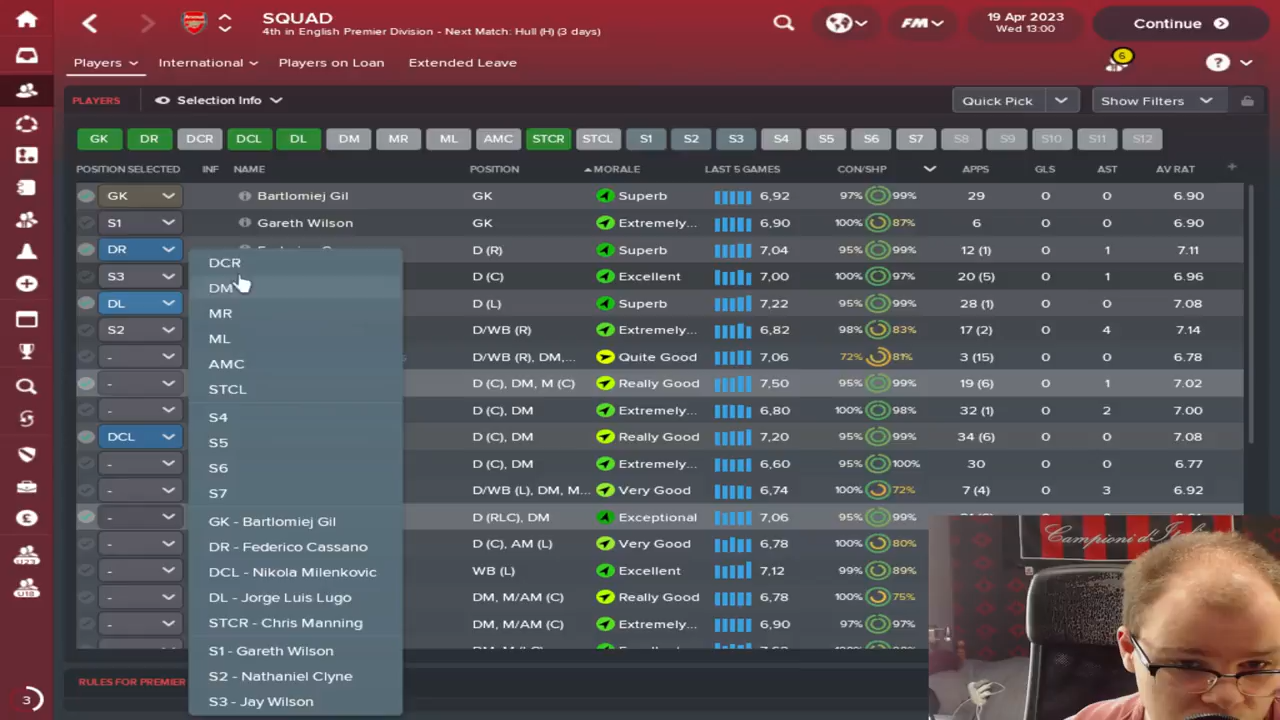 SQUAD
4th in English Premier Division - Next Match: Hull (H) (3 days)
FM
19 Apr 2023
Wed 13:00
Continue
Players
International
Players on Loan
Extended Leave
6
?
PLAYERS
Selection Info
Quick Pick
Show Filters
GK DR DCR DCL DL DM MR ML AMC STCR STCL S1 S2 S3 S4 S5 S6 S7 S8 S9 S10 S11 S12
POSITION SELECTED INF NAME POSITION MORALE LAST 5 GAMES CON/SHP APPS GLS AST AV RAT
GK Bartlomiej Gil GK Superb 6,92 97% 99% 29 0 0 6.90
S1 Gareth Wilson GK Extremely... 6,90 100% 87% 6 0 0 6.90
DR D (R) Superb 7,04 95% 99% 12 (1) 0 1 7.11
S3 D (C) Excellent 7,00 100% 97% 20 (5) 0 1 6.96
DL D (L) Superb 7,22 95% 99% 28 (1) 0 0 7.08
S2 D/WB (R) Extremely... 6,82 98% 83% 17 (2) 0 4 7.14
- D/WB (R), DM,... Quite Good 7,06 72% 81% 3 (15) 0 0 6.78
- D (C), DM, M (C) Really Good 7,50 95% 99% 19 (6) 0 1 7.02
- D (C), DM Extremely... 6,80 100% 98% 32 (1) 0 2 7.00
DCL D (C), DM Really Good 7,20 95% 99% 34 (6) 0 1 7.08
- D (C), DM Extremely... 6,60 95% 100% 30 0 0 6.77
- D/WB (L), DM, M... Very Good 6,74 100% 72% 7 (4) 0 3 6.92
- D (RLC), DM Exceptional 7,06 95% 99%
- D (C), AM (L) Very Good 6,78 100% 80%
- WB (L) Excellent 7,12 99% 89%
- DM, M/AM (C) Really Good 6,78 100% 75%
- DM, M/AM (C) Extremely... 6,90 97% 97%
DCR
DM
MR
ML
AMC
STCL
S4
S5
S6
S7
GK - Bartlomiej Gil
DR - Federico Cassano
DCL - Nikola Milenkovic
DL - Jorge Luis Lugo
STCR - Chris Manning
S1 - Gareth Wilson
S2 - Nathaniel Clyne
S3 - Jay Wilson
RULES FOR PREMIER
U23
U18
3
Campioni d'Italia